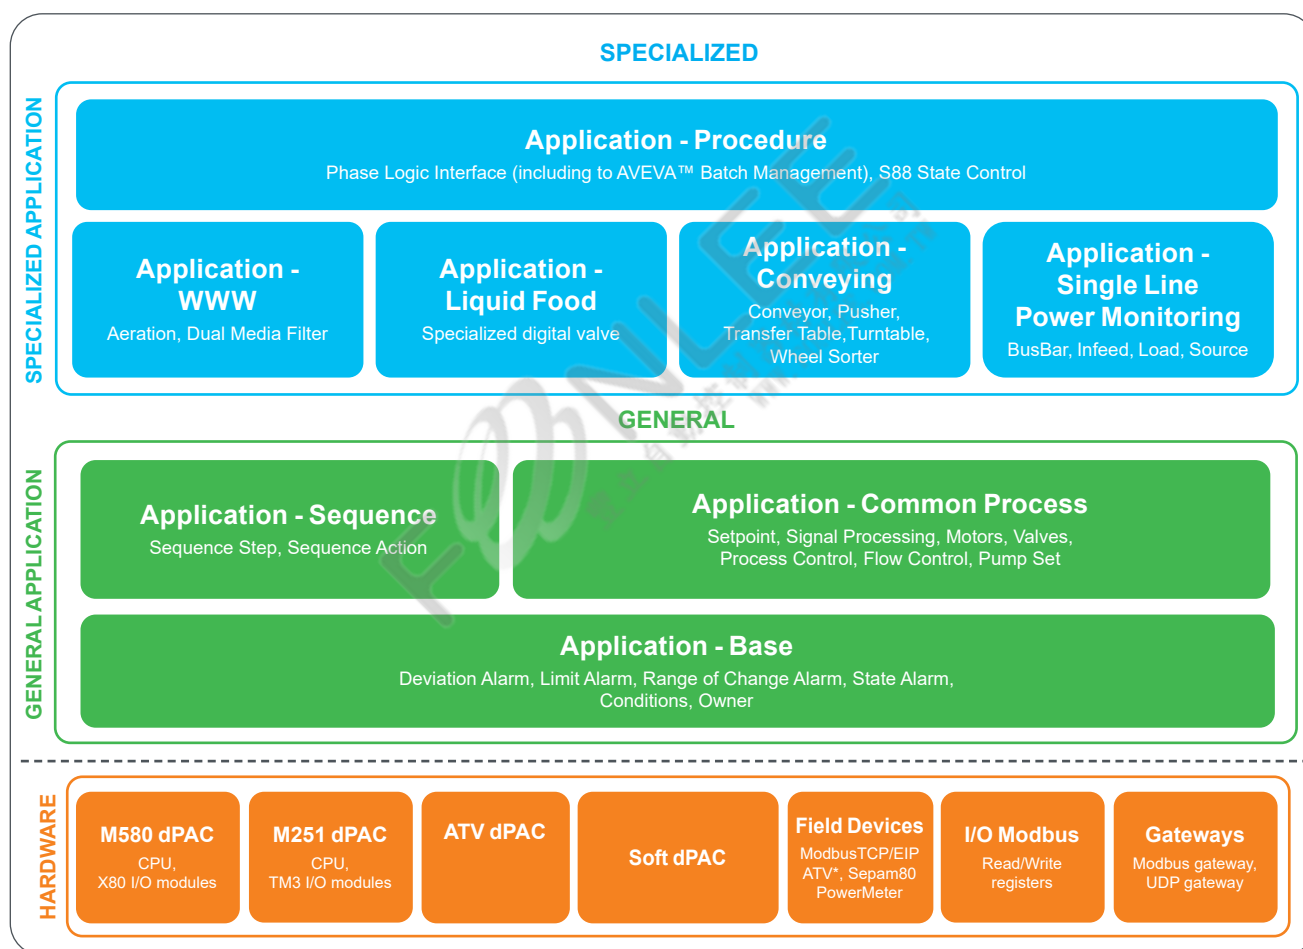 SPECIALIZED
SPECIALIZED APPLICATION
Application - Procedure
Phase Logic Interface (including to AVEVA™ Batch Management), S88 State Control
Application -
WWW
Aeration, Dual Media Filter
Application -
Liquid Food
Specialized digital valve
Application -
Conveying
Conveyor, Pusher,
Transfer Table,Turntable,
Wheel Sorter
Application -
Single Line
Power Monitoring
BusBar, Infeed, Load, Source
GENERAL
GENERAL APPLICATION
Application - Sequence
Sequence Step, Sequence Action
Application - Common Process
Setpoint, Signal Processing, Motors, Valves,
Process Control, Flow Control, Pump Set
Application - Base
Deviation Alarm, Limit Alarm, Range of Change Alarm, State Alarm,
Conditions, Owner
HARDWARE
M580 dPAC
CPU,
X80 I/O modules
M251 dPAC
CPU,
TM3 I/O modules
ATV dPAC
Soft dPAC
Field Devices
ModbusTCP/EIP
ATV*, Sepam80
PowerMeter
I/O Modbus
Read/Write
registers
Gateways
Modbus gateway,
UDP gateway